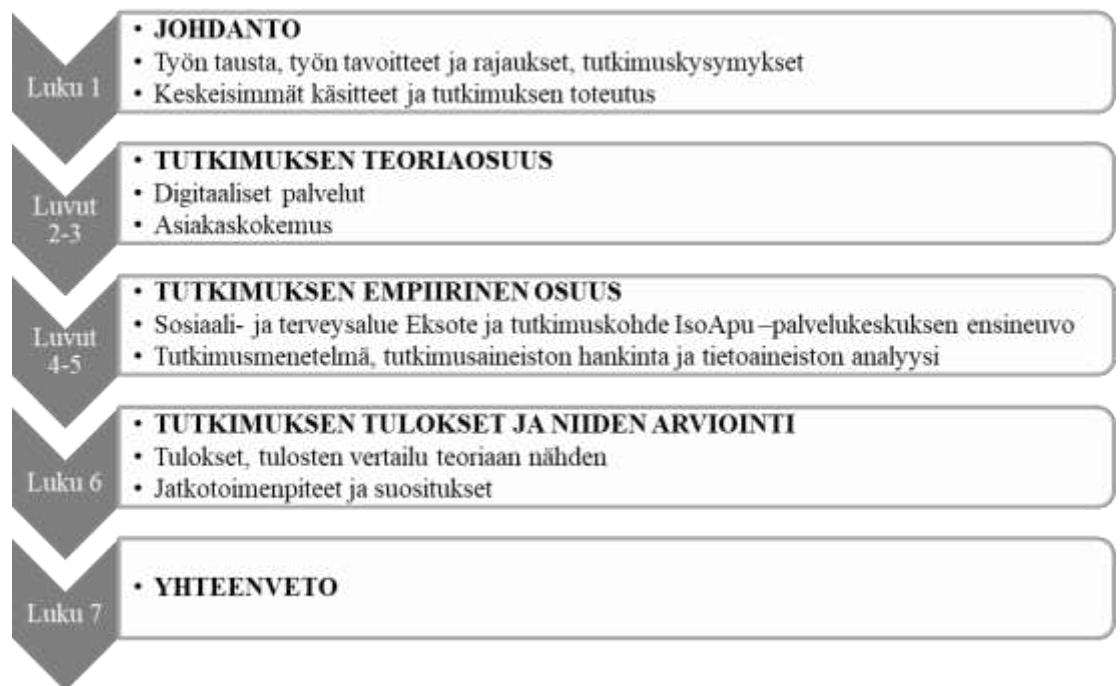 Luku 1
• JOHDANTO
• Työn tausta, työn tavoitteet ja rajaukset, tutkimuskysymykset
• Keskeisimmät käsitteet ja tutkimuksen toteutus
Luvut
2-3
• TUTKIMUKSEN TEORIAOSUUS
• Digitaaliset palvelut
• Asiakaskokemus
Luvut
4-5
• TUTKIMUKSEN EMPIIRINEN OSUUS
• Sosiaali- ja terveysalue Eksote ja tutkimuskohde IsoApu –palvelukeskuksen ensineuvo
• Tutkimusmenetelmä, tutkimusaineiston hankinta ja tietoaineiston analyysi
Luku 6
• TUTKIMUKSEN TULOKSET JA NIIDEN ARVIOINTI
• Tulokset, tulosten vertailu teoriaan nähden
• Jatkotoimenpiteet ja suositukset
Luku 7
• YHTEENVETO